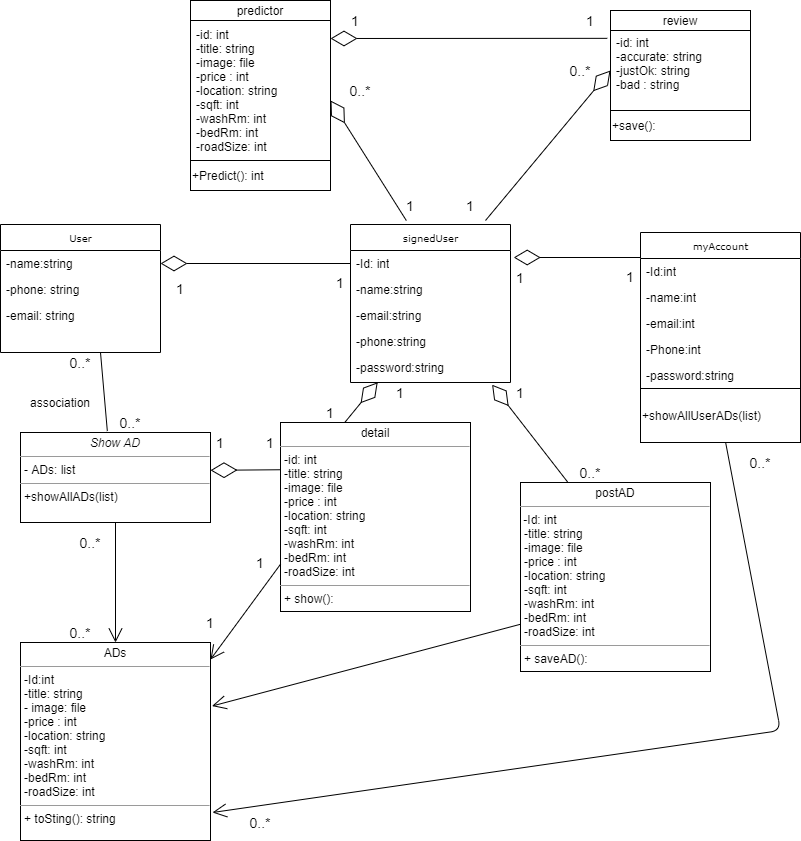 predictor
-id: int
-title: string
-image: file
-price : int
-location: string
-sqft: int
-washRm: int
-bedRm: int
-roadSize: int
+Predict(): int
1
1
0..*
1
review
-id: int
-accurate: string
-justOk: string
-bad : string
+save():
0..*
1
User
-name:string
-phone: string
-email: string
1
1
signedUser
-Id: int
-name:string
-email:string
-phone:string
-password:string
1
1
myAccount
-Id:int
-name:int
-email:int
-Phone:int
-password:string
+showAllUserADs(list)
0..*
association
0..*
Show AD
- ADs: list
+showAllADs(list)
1
1
1
1
detail
-id: int
-title: string
-image: file
-price : int
-location: string
-sqft: int
-washRm: int
-bedRm: int
-roadSize: int
+ show():
1
0..*
postAD
-Id: int
-title: string
-image: file
-price : int
-location: string
-sqft: int
-washRm: int
-bedRm: int
-roadSize: int
+ saveAD():
0..*
0..*
0..*
1
1
ADs
-Id:int
-title: string
- image: file
-price : int
-location: string
-sqft: int
-washRm: int
-bedRm: int
-roadSize: int
+ toSting(): string
0..*